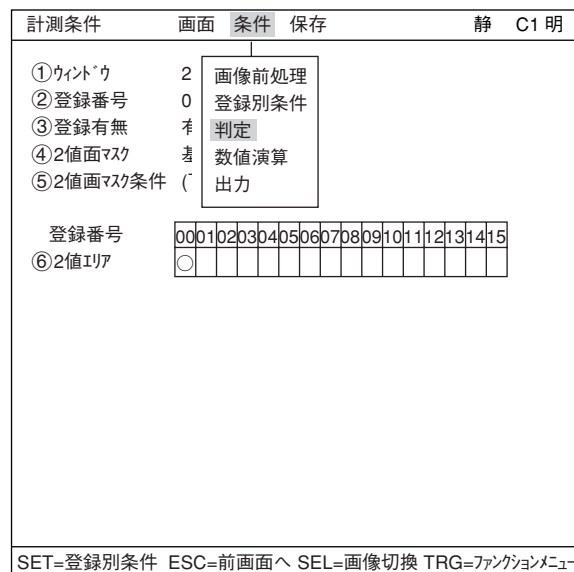 計測条件 画面 条件 保存 静 C1 明
①ｳｨﾝﾄﾞｳ 2
②登録番号 0
③登録有無
④2値面ﾏｽｸ
⑤2値画ﾏｽｸ条件 (
画像前処理
登録別条件
判定
数値演算
出力
登録番号 00 01 02 03 04 05 06 07 08 09 10 11 12 13 14 15
⑥2値ｴﾘｱ ○
SET=登録別条件 ESC=前画面へ SEL=画像切換 TRG=ﾌｧﾝｸｼｮﾝﾒﾆｭｰ